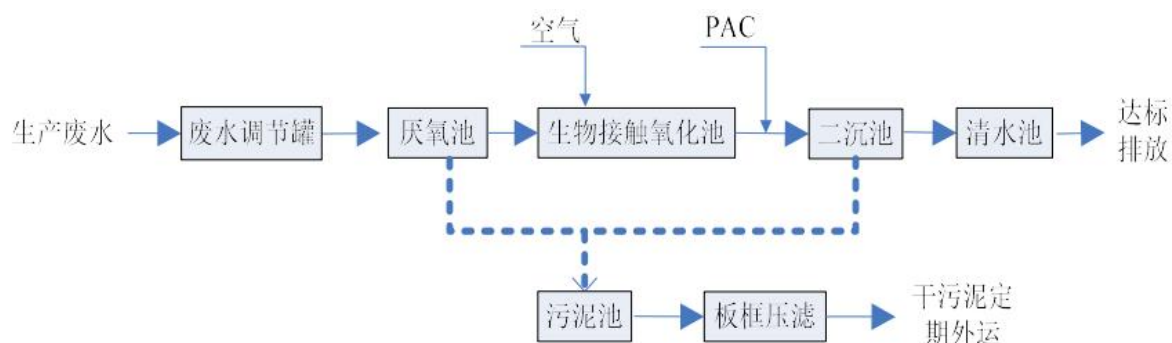 空气
PAC
生产废水
废水调节罐
厌氧池
生物接触氧化池
二沉池
清水池
达标
排放
污泥池
板框压滤
干污泥定
期外运